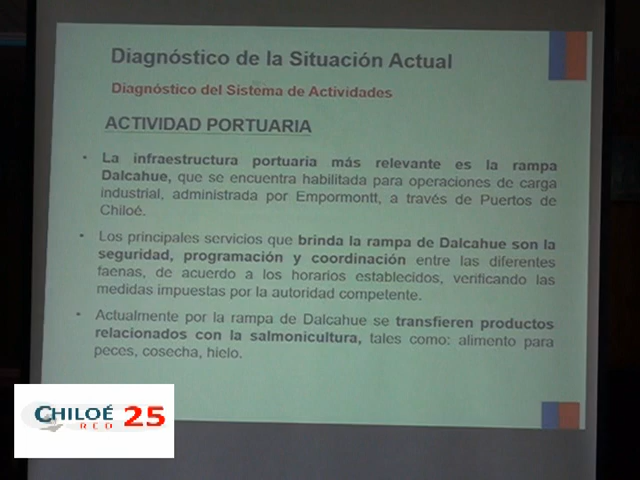 Diagnóstico de la Situación Actual
Diagnóstico del Sistema de Actividades
ACTIVIDAD PORTUARIA
• La infraestructura portuaria más relevante es la rampa
Dalcahue, que se encuentra habilitada para operaciones de carga
industrial, administrada por Empormontt, a través de Puertos de
Chiloé.
• Los principales servicios que brinda la rampa de Dalcahue son la
seguridad, programación y coordinación entre las diferentes
faenas, de acuerdo a los horarios establecidos, verificando las
medidas impuestas por la autoridad competente.
• Actualmente por la rampa de Dalcahue se transfieren productos
relacionados con la salmonicultura, tales como: alimento para
peces, cosecha, hielo.
CHILOÉ 25
RED